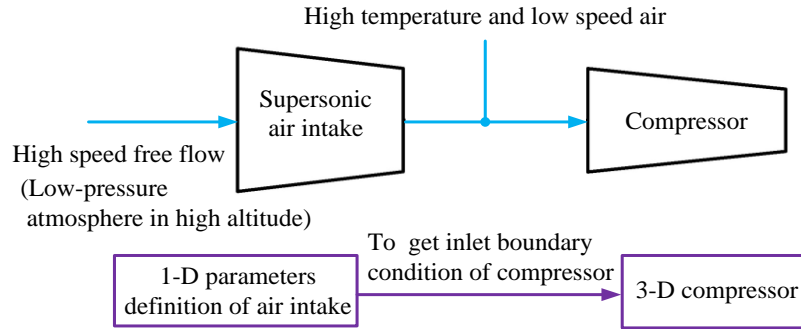 High temperature and low speed air
Supersonic
air intake
Compressor
High speed free flow
(Low-pressure
atmosphere in high altitude)
To get inlet boundary
condition of compressor
1-D parameters
definition of air intake
3-D compressor